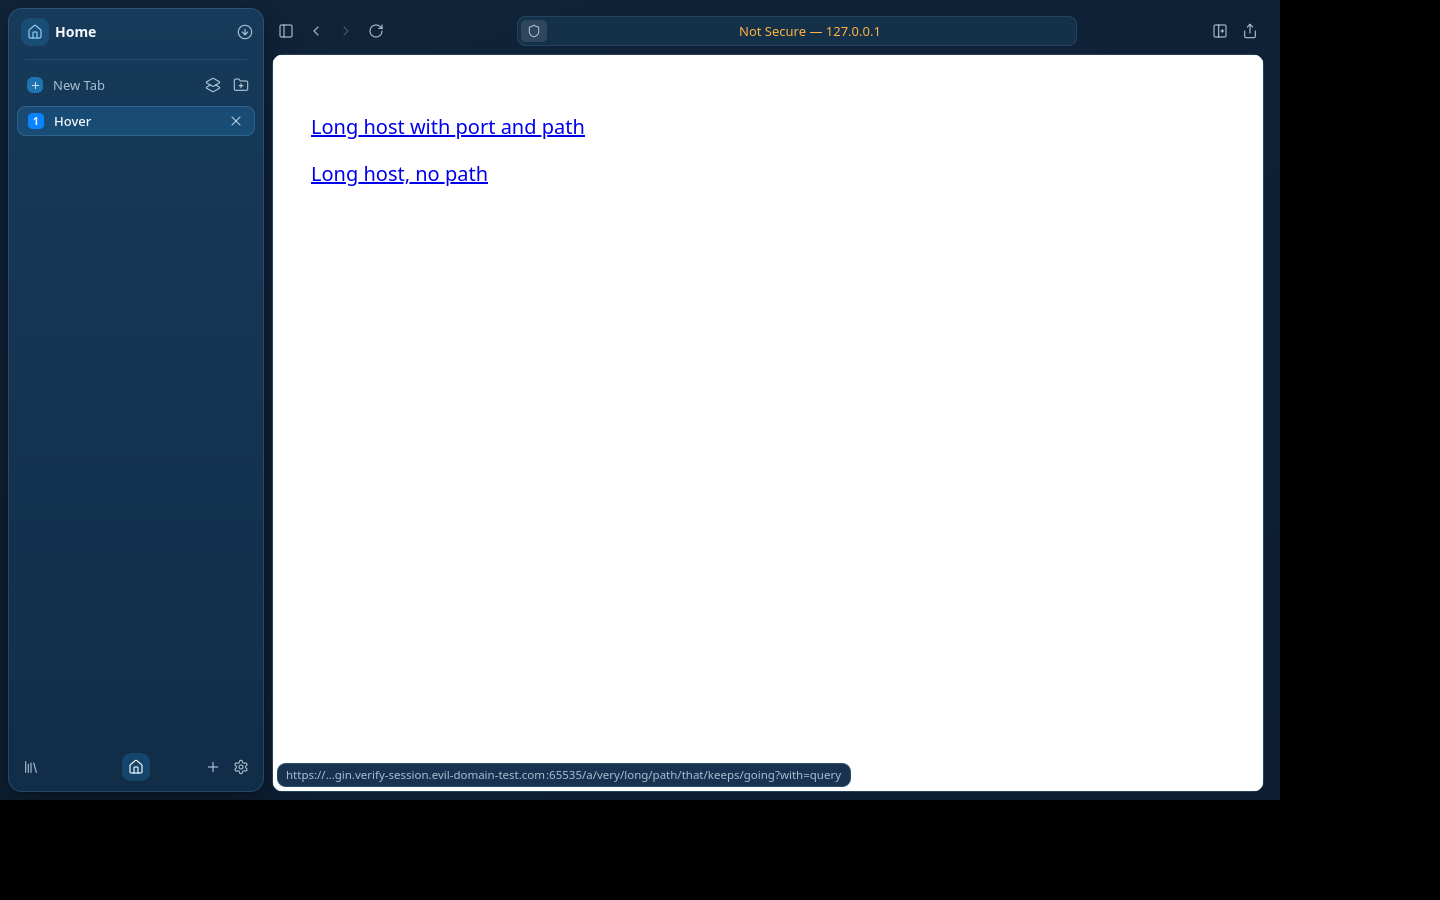 Home
Not Secure — 127.0.0.1
New Tab
1 Hover
Long host with port and path
Long host, no path
https://…gin.verify-session.evil-domain-test.com:65535/a/very/long/path/that/keeps/going?with=query